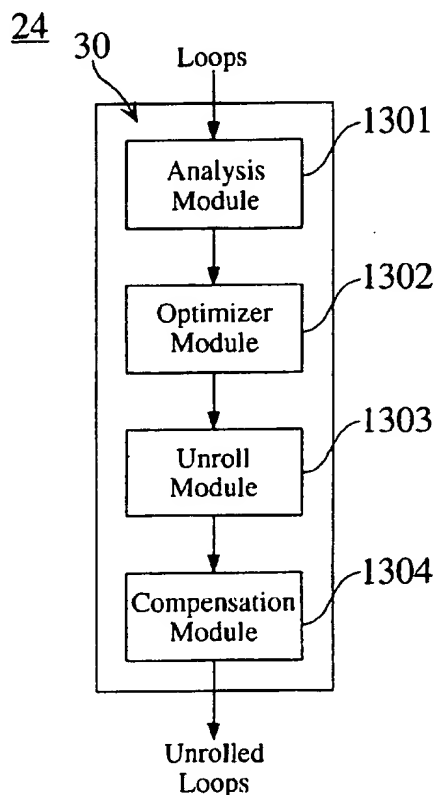 24
30
Loops
1301
Analysis
Module
1302
Optimizer
Module
1303
Unroll
Module
1304
Compensation
Module
Unrolled
Loops